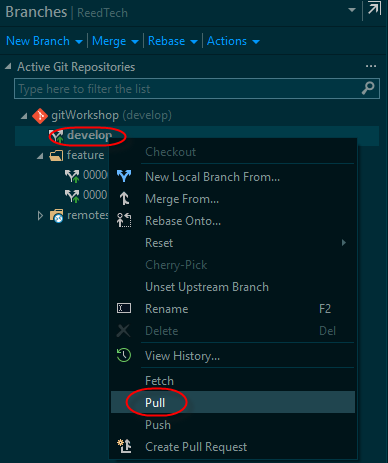 Branches - ReedTech
New Branch | Merge | Rebase | Actions
Active Git Repositories
Type here to filter the list
gitWorkshop (develop)
develop
feature
0000
0001
remotes
Checkout
New Local Branch From...
Merge From...
Rebase Onto...
Reset
Cherry-Pick
Unset Upstream Branch
Rename F2
Delete Del
View History...
Fetch
Pull
Push
Create Pull Request